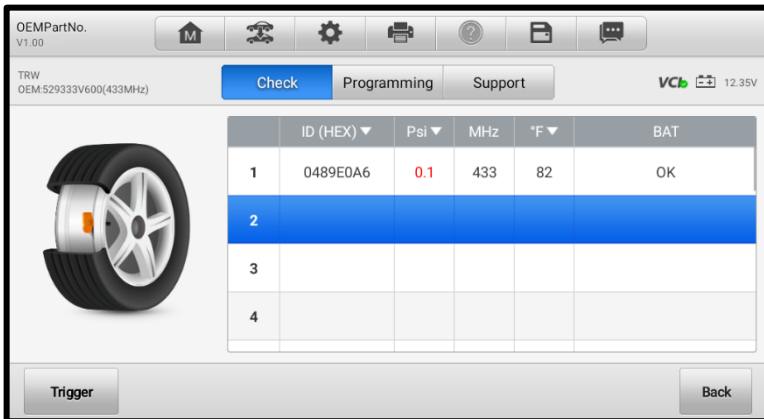 OEMPartNo.
V1.00
M
TRW
OEM:529333V600(433MHz)
Check Programming Support
VCI 12.35V
ID (HEX) ▼ Psi ▼ MHz °F ▼ BAT
1 0489E0A6 0.1 433 82 OK
2
3
4
Trigger Back